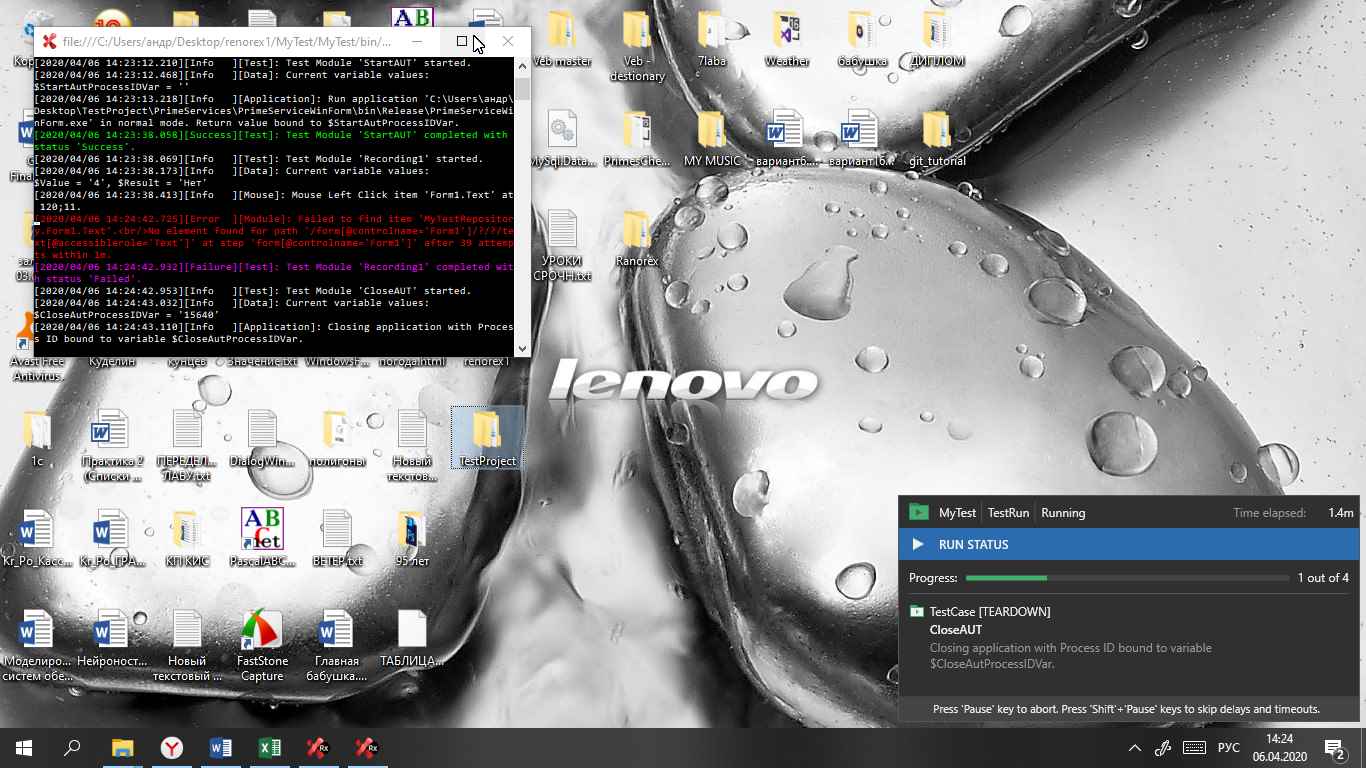 file:///C:/Users/андр/Desktop/renorex1/MyTest/MyTest/bin/...
[2020/04/06 14:23:12.210][Info   ][Test]: Test Module 'StartAUT' started.
[2020/04/06 14:23:12.468][Info   ][Data]: Current variable values:
$StartAutProcessIDVar = ''
[2020/04/06 14:23:13.218][Info   ][Application]: Run application 'C:\Users\андр\
Desktop\TestProject\PrimeServices\PrimeServiceWinForm\bin\Release\PrimeServiceWi
nForm.exe' in normal mode. Return value bound to $StartAutProcessIDVar.
[2020/04/06 14:23:38.058][Success][Test]: Test Module 'StartAUT' completed with
status 'Success'.
[2020/04/06 14:23:38.069][Info   ][Test]: Test Module 'Recording1' started.
[2020/04/06 14:23:38.173][Info   ][Data]: Current variable values:
$Value = '4', $Result = 'Нет'
[2020/04/06 14:23:38.413][Info   ][Mouse]: Mouse Left Click item 'Form1.Text' at
120;11.
[2020/04/06 14:24:42.725][Error  ][Module]: Failed to find item 'MyTestRepositor
y.Form1.Text'.<br/>No element found for path '/form[@controlname='Form1']/?/?/te
xt[@accessiblerole='Text']' at step 'form[@controlname='Form1']' after 39 attemp
ts within 1m.
[2020/04/06 14:24:42.932][Failure][Test]: Test Module 'Recording1' completed wit
h status 'Failed'.
[2020/04/06 14:24:42.953][Info   ][Test]: Test Module 'CloseAUT' started.
[2020/04/06 14:24:43.032][Info   ][Data]: Current variable values:
$CloseAutProcessIDVar = '15640'
[2020/04/06 14:24:43.110][Info   ][Application]: Closing application with Proces
s ID bound to variable $CloseAutProcessIDVar.
Veb master
Veb -
destionary
7laba
Weather
бабушка
ДИПЛОМ
MySql.Data...
PrimesChe...
MY MUSIC
вариант6....
вариант16...
git_tutorial
УРОКИ
СРОЧН.txt
Ranorex
Avast Free
Antivirus
Куделин
кунцев
Значение.txt
WindowsF...
погода.html
renorex1
lenovo
1с
Практика 2
(Списки ...
ПЕРЕДЕЛ...
ЛАБУ.txt
DialogWin...
полигоны
Новый
текстов...
TestProject
Kr_Po_Kacc...
Kr_Po_ГРА...
КП КИС
PascalABC...
ВЕТЕР.txt
95 лет
Моделиро...
систем обе...
Нейроност...
Новый
текстовый ...
FastStone
Capture
Главная
бабушка....
ТАБЛИЦА...
MyTest TestRun Running Time elapsed: 1.4m
RUN STATUS
Progress: 1 out of 4
TestCase [TEARDOWN]
CloseAUT
Closing application with Process ID bound to variable
$CloseAutProcessIDVar.
Press 'Pause' key to abort. Press 'Shift'+'Pause' keys to skip delays and timeouts.
РУС
14:24
06.04.2020
2